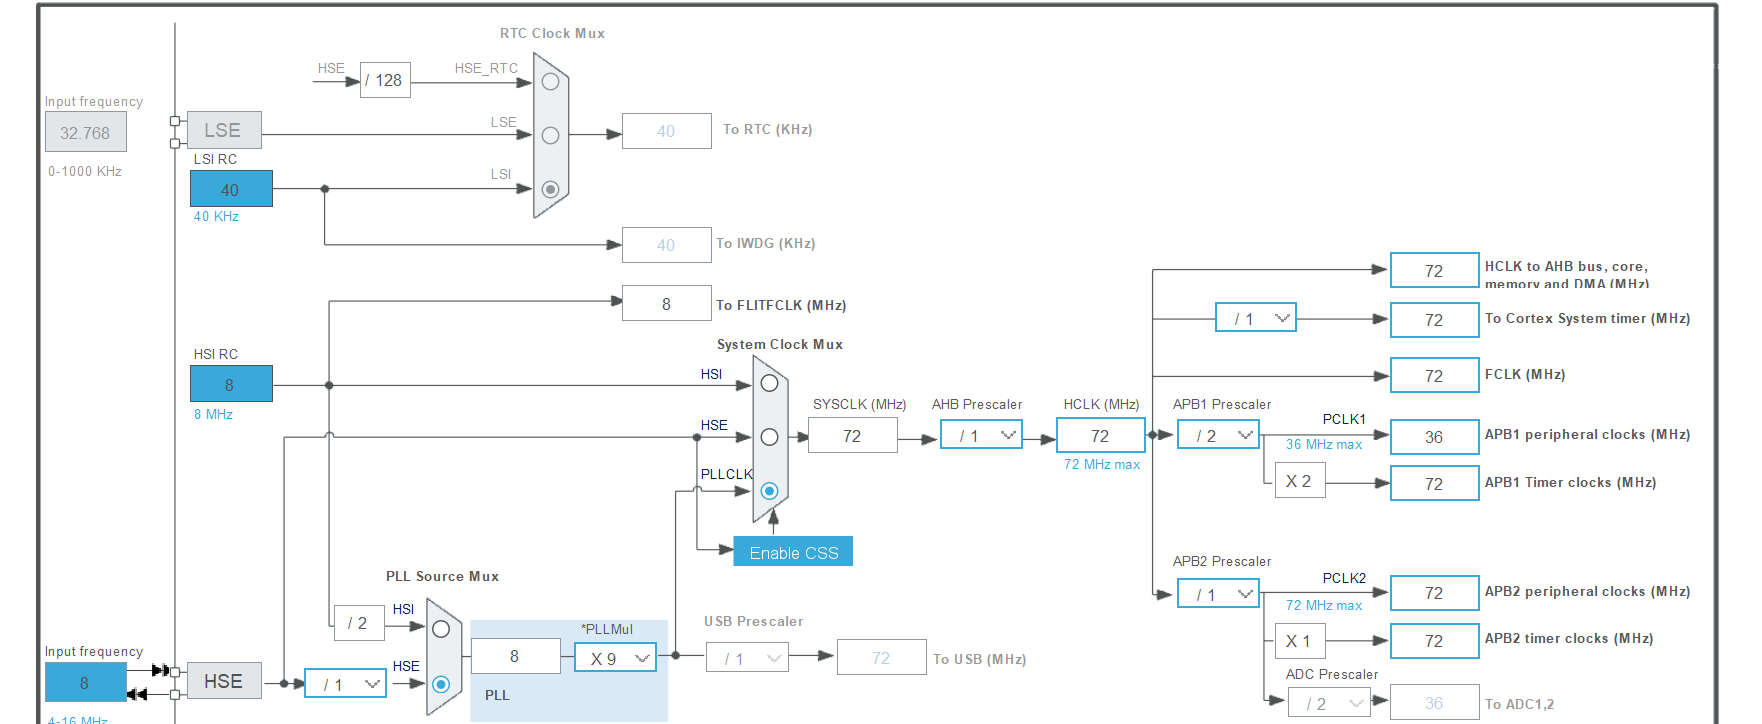 RTC Clock Mux
HSE
/ 128
HSE_RTC
Input frequency
32.768
0-1000 KHz
LSE
LSE
40
To RTC (KHz)
LSI RC
40
40 KHz
LSI
40
To IWDG (KHz)
8
To FLITFCLK (MHz)
HSI RC
8
8 MHz
System Clock Mux
HSI
HSE
PLLCLK
Enable CSS
SYSCLK (MHz)
72
AHB Prescaler
/ 1
HCLK (MHz)
72
72 MHz max
72
HCLK to AHB bus, core,
memory and DMA (MHz)
/ 1
72
To Cortex System timer (MHz)
72
FCLK (MHz)
APB1 Prescaler
/ 2
PCLK1
36 MHz max
36
APB1 peripheral clocks (MHz)
X 2
72
APB1 Timer clocks (MHz)
APB2 Prescaler
/ 1
PCLK2
72 MHz max
72
APB2 peripheral clocks (MHz)
X 1
72
APB2 timer clocks (MHz)
ADC Prescaler
/ 2
36
To ADC1,2
PLL Source Mux
/ 2
HSI
Input frequency
8
4-16 MHz
HSE
/ 1
HSE
8
*PLLMul
X 9
PLL
USB Prescaler
/ 1
72
To USB (MHz)